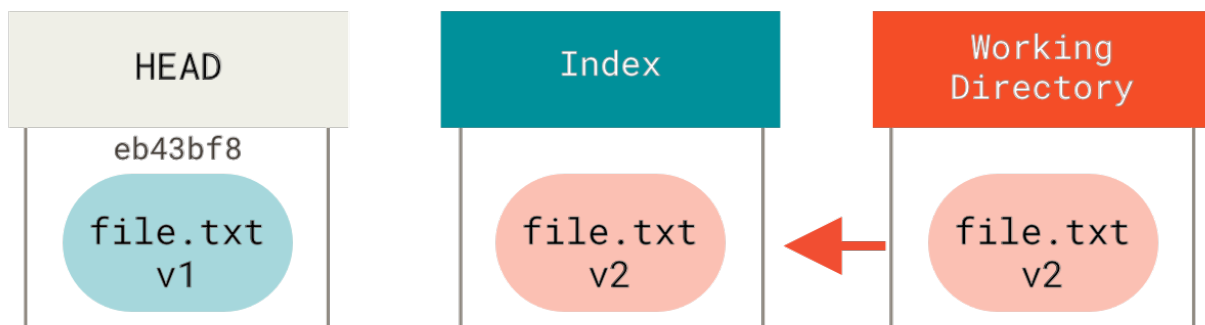 HEAD
Index
Working
Directory
eb43bf8
file.txt
v1
file.txt
v2
file.txt
v2